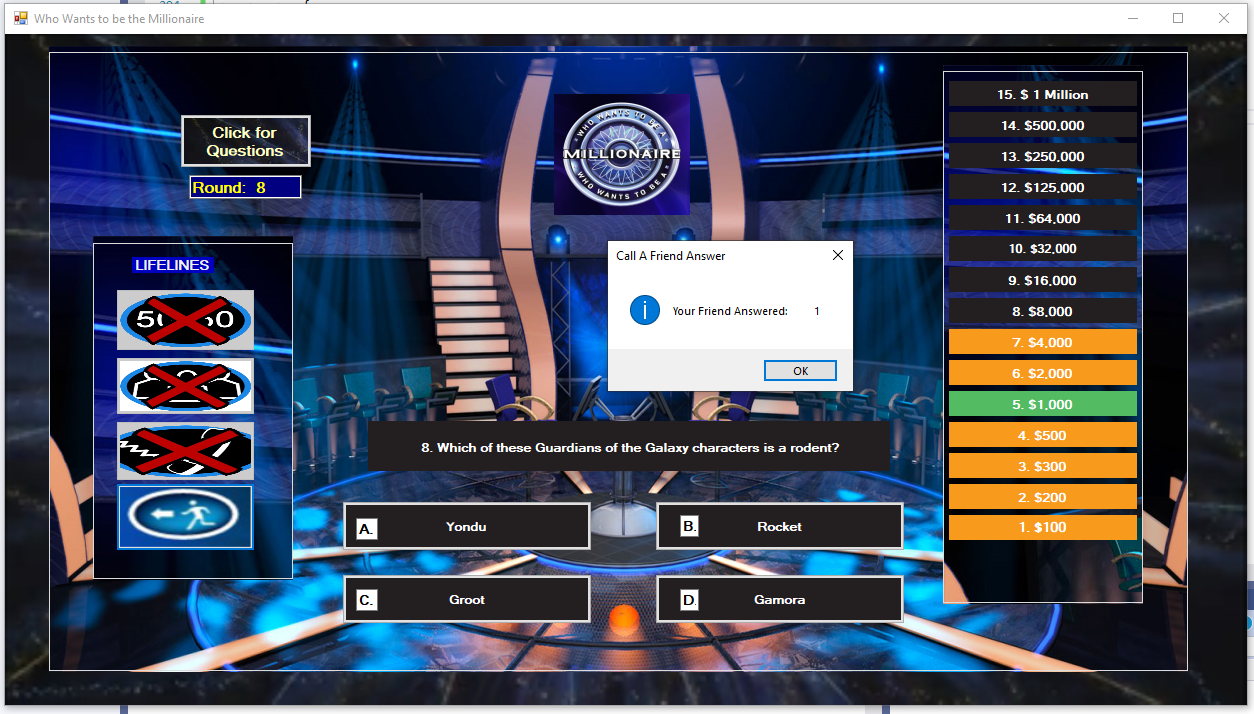 Who Wants to be the Millionaire
Click for
Questions
Round: 8
WHO WANTS TO BE A
MILLIONAIRE
WHO WANTS TO BE A
15. $ 1 Million
14. $500,000
13. $250,000
12. $125,000
11. $64,000
10. $32,000
9. $16,000
8. $8,000
7. $4,000
6. $2,000
5. $1,000
4. $500
3. $300
2. $200
1. $100
LIFELINES
Call A Friend Answer
Your Friend Answered: 1
OK
8. Which of these Guardians of the Galaxy characters is a rodent?
A. Yondu
B. Rocket
C. Groot
D. Gamora